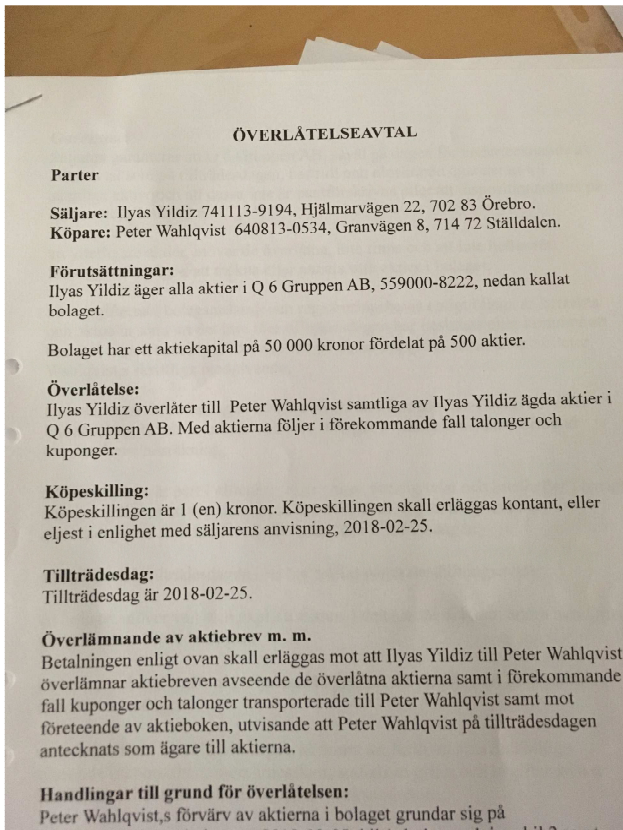 ÖVERLÅTELSEAVTAL
Parter
Säljare: Ilyas Yildiz 741113-9194, Hjälmarvägen 22, 702 83 Örebro.
Köpare: Peter Wahlqvist 640813-0534, Granvägen 8, 714 72 Ställdalen.
Förutsättningar:
Ilyas Yildiz äger alla aktier i Q 6 Gruppen AB, 559000-8222, nedan kallat
bolaget.
Bolaget har ett aktiekapital på 50 000 kronor fördelat på 500 aktier.
Överlåtelse:
Ilyas Yildiz överlåter till Peter Wahlqvist samtliga av Ilyas Yildiz ägda aktier i
Q 6 Gruppen AB. Med aktierna följer i förekommande fall talonger och
kuponger.
Köpeskilling:
Köpeskillingen är 1 (en) kronor. Köpeskillingen skall erläggas kontant, eller
eljest i enlighet med säljarens anvisning, 2018-02-25.
Tillträdesdag:
Tillträdesdag är 2018-02-25.
Överlämnande av aktiebrev m. m.
Betalningen enligt ovan skall erläggas mot att Ilyas Yildiz till Peter Wahlqvist
överlämnar aktiebreven avseende de överlåtna aktierna samt i förekommande
fall kuponger och talonger transporterade till Peter Wahlqvist samt mot
företeende av aktieboken, utvisande att Peter Wahlqvist på tillträdesdagen
antecknats som ägare till aktierna.
Handlingar till grund för överlåtelsen:
Peter Wahlqvist,s förvärv av aktierna i bolaget grundar sig på